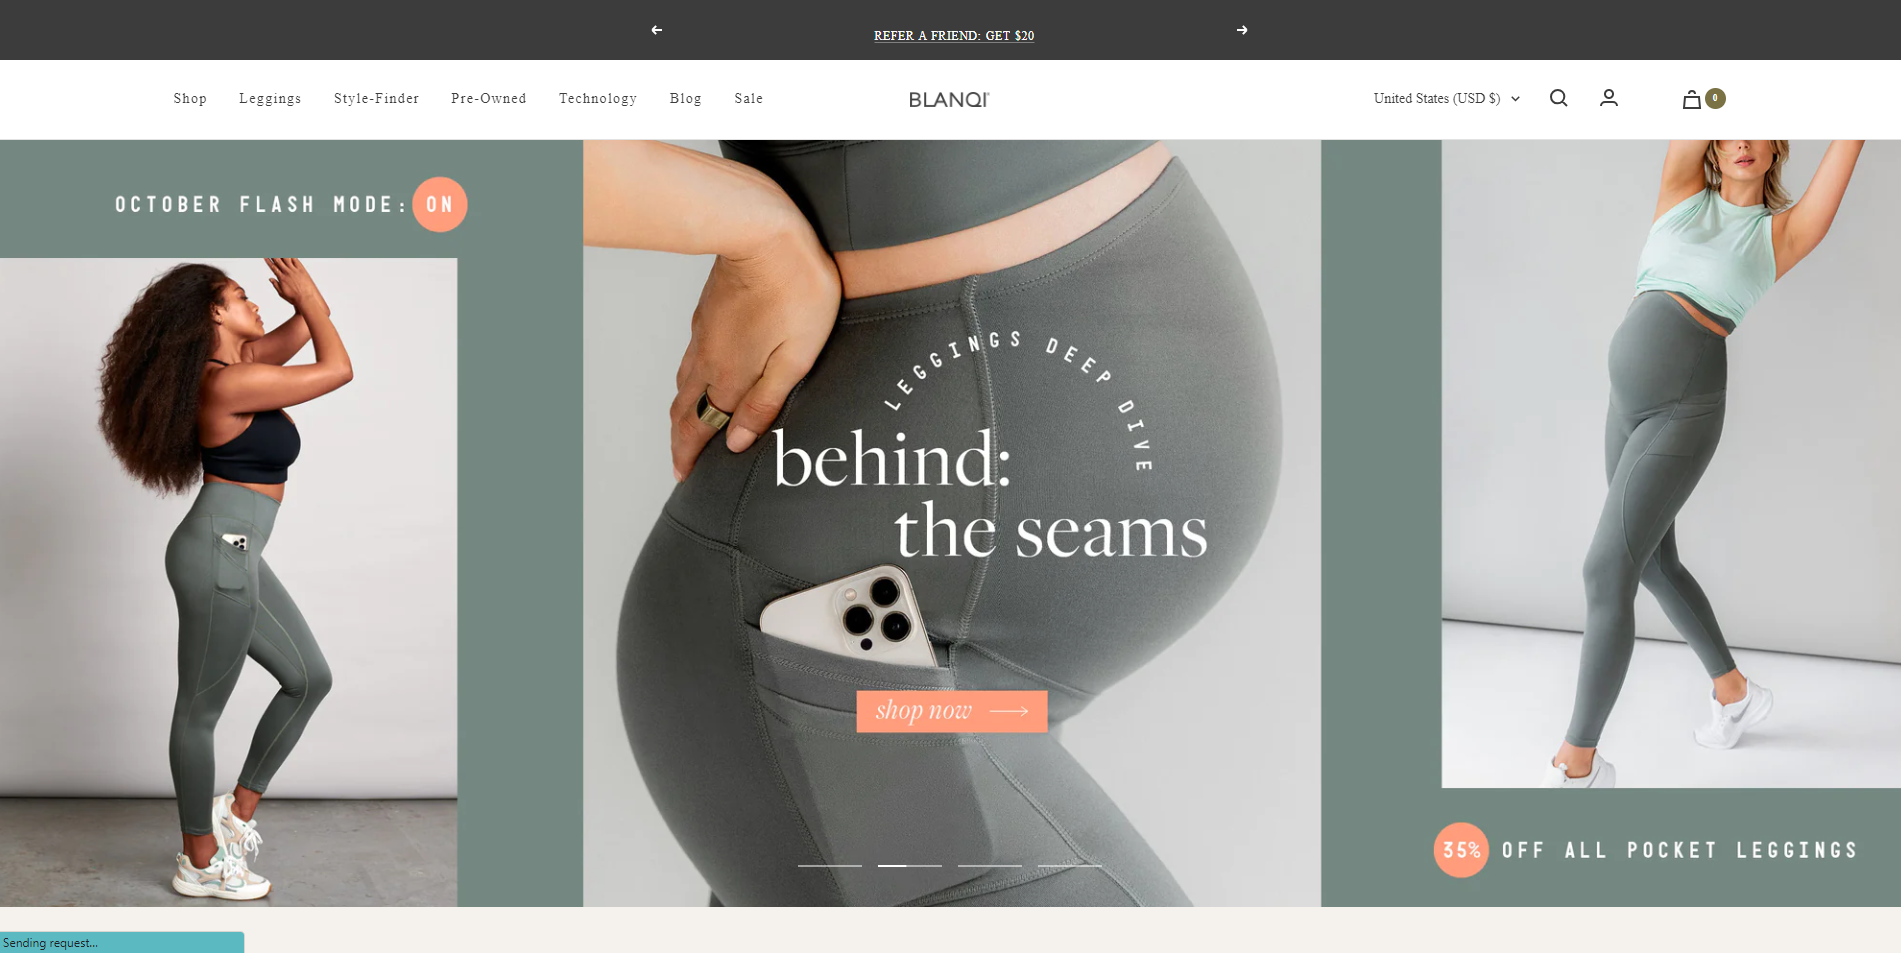 REFER A FRIEND: GET $20
Shop Leggings Style-Finder Pre-Owned Technology Blog Sale
BLANQI
United States (USD $)
0
OCTOBER FLASH MODE: ON
LEGGINGS DEEP DIVE
behind:
the seams
shop now
35% OFF ALL POCKET LEGGINGS
Sending request...